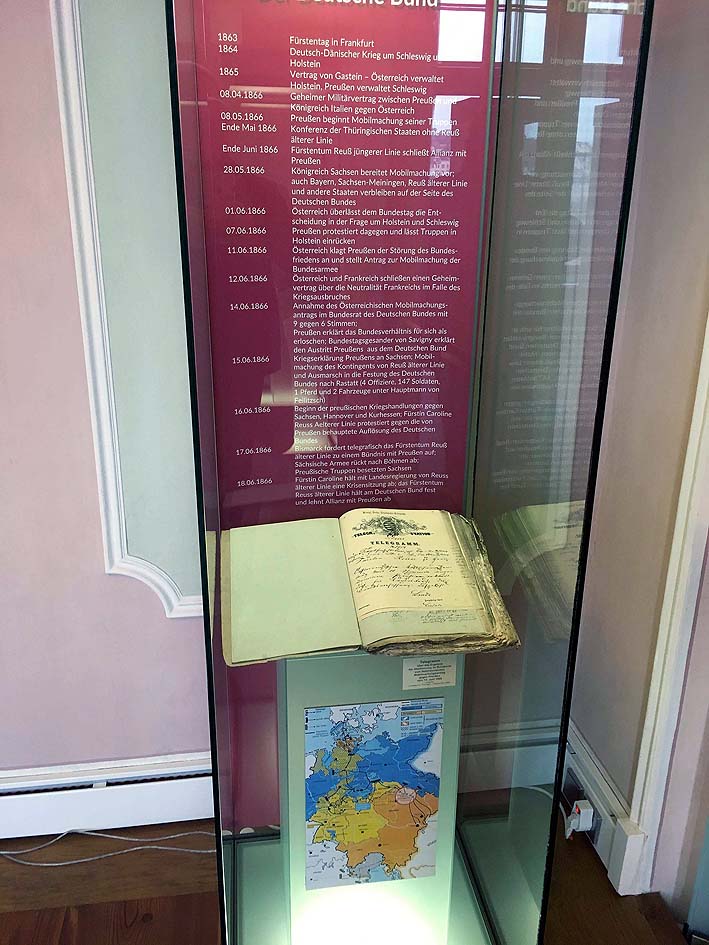 Der Deutsche Bund
1863 Fürstentag in Frankfurt
1864 Deutsch-Dänischer Krieg um Schleswig u
Holstein
1865 Vertrag von Gastein – Österreich verwaltet
Holstein, Preußen verwaltet Schleswig
08.04.1866 Geheimer Militärvertrag zwischen Preußen und
Königreich Italien gegen Österreich
08.05.1866 Preußen beginnt Mobilmachung seiner Truppen
Ende Mai 1866 Konferenz der Thüringischen Staaten ohne Reuß
älterer Linie
Ende Juni 1866 Fürstentum Reuß jüngerer Linie schließt Allianz mit
Preußen
28.05.1866 Königreich Sachsen bereitet Mobilmachung vor;
auch Bayern, Sachsen-Meiningen, Reuß älterer Linie
und andere Staaten verbleiben auf der Seite des
Deutschen Bundes
01.06.1866 Österreich überlässt dem Bundestag die Ent-
scheidung in der Frage um Holstein und Schleswig
07.06.1866 Preußen protestiert dagegen und lässt Truppen in
Holstein einrücken
11.06.1866 Österreich klagt Preußen der Störung des Bundes-
friedens an und stellt Antrag zur Mobilmachung der
Bundesarmee
12.06.1866 Österreich und Frankreich schließen einen Geheim-
vertrag über die Neutralität Frankreichs im Falle des
Kriegsausbruches
14.06.1866 Annahme des Österreichischen Mobilmachungs-
antrags im Bundesrat des Deutschen Bundes mit
9 gegen 6 Stimmen;
Preußen erklärt das Bundesverhältnis für sich als
erloschen; Bundestagsgesander von Savigny erklärt
den Austritt Preußens aus dem Deutschen Bund
15.06.1866 Kriegserklärung Preußens an Sachsen; Mobil-
machung des Kontingents von Reuß älterer Linie
und Ausmarsch in die Festung des Deutschen
Bundes nach Rastatt (4 Offiziere, 147 Soldaten,
1 Pferd und 2 Fahrzeuge unter Hauptmann von
Feilitzsch)
16.06.1866 Beginn der preußischen Kriegshandlungen gegen
Sachsen, Hannover und Kurhessen; Fürstin Caroline
Reuss Aelterer Linie protestiert gegen die von
Preußen behauptete Auflösung des Deutschen
Bundes
17.06.1866 Bismarck fordert telegrafisch das Fürstentum Reuß
älterer Linie zu einem Bündnis mit Preußen auf;
Sächsische Armee rückt nach Böhmen ab;
Preußische Truppen besetzten Sachsen
18.06.1866 Fürstin Caroline hält mit Landesregierung von Reuss
älterer Linie eine Krisensitzung ab; das Fürstentum
Reuss älterer Linie hält am Deutschen Bund fest
und lehnt Allianz mit Preußen ab
TELEGR. STATION
TELEGRAMM.
Telegramm